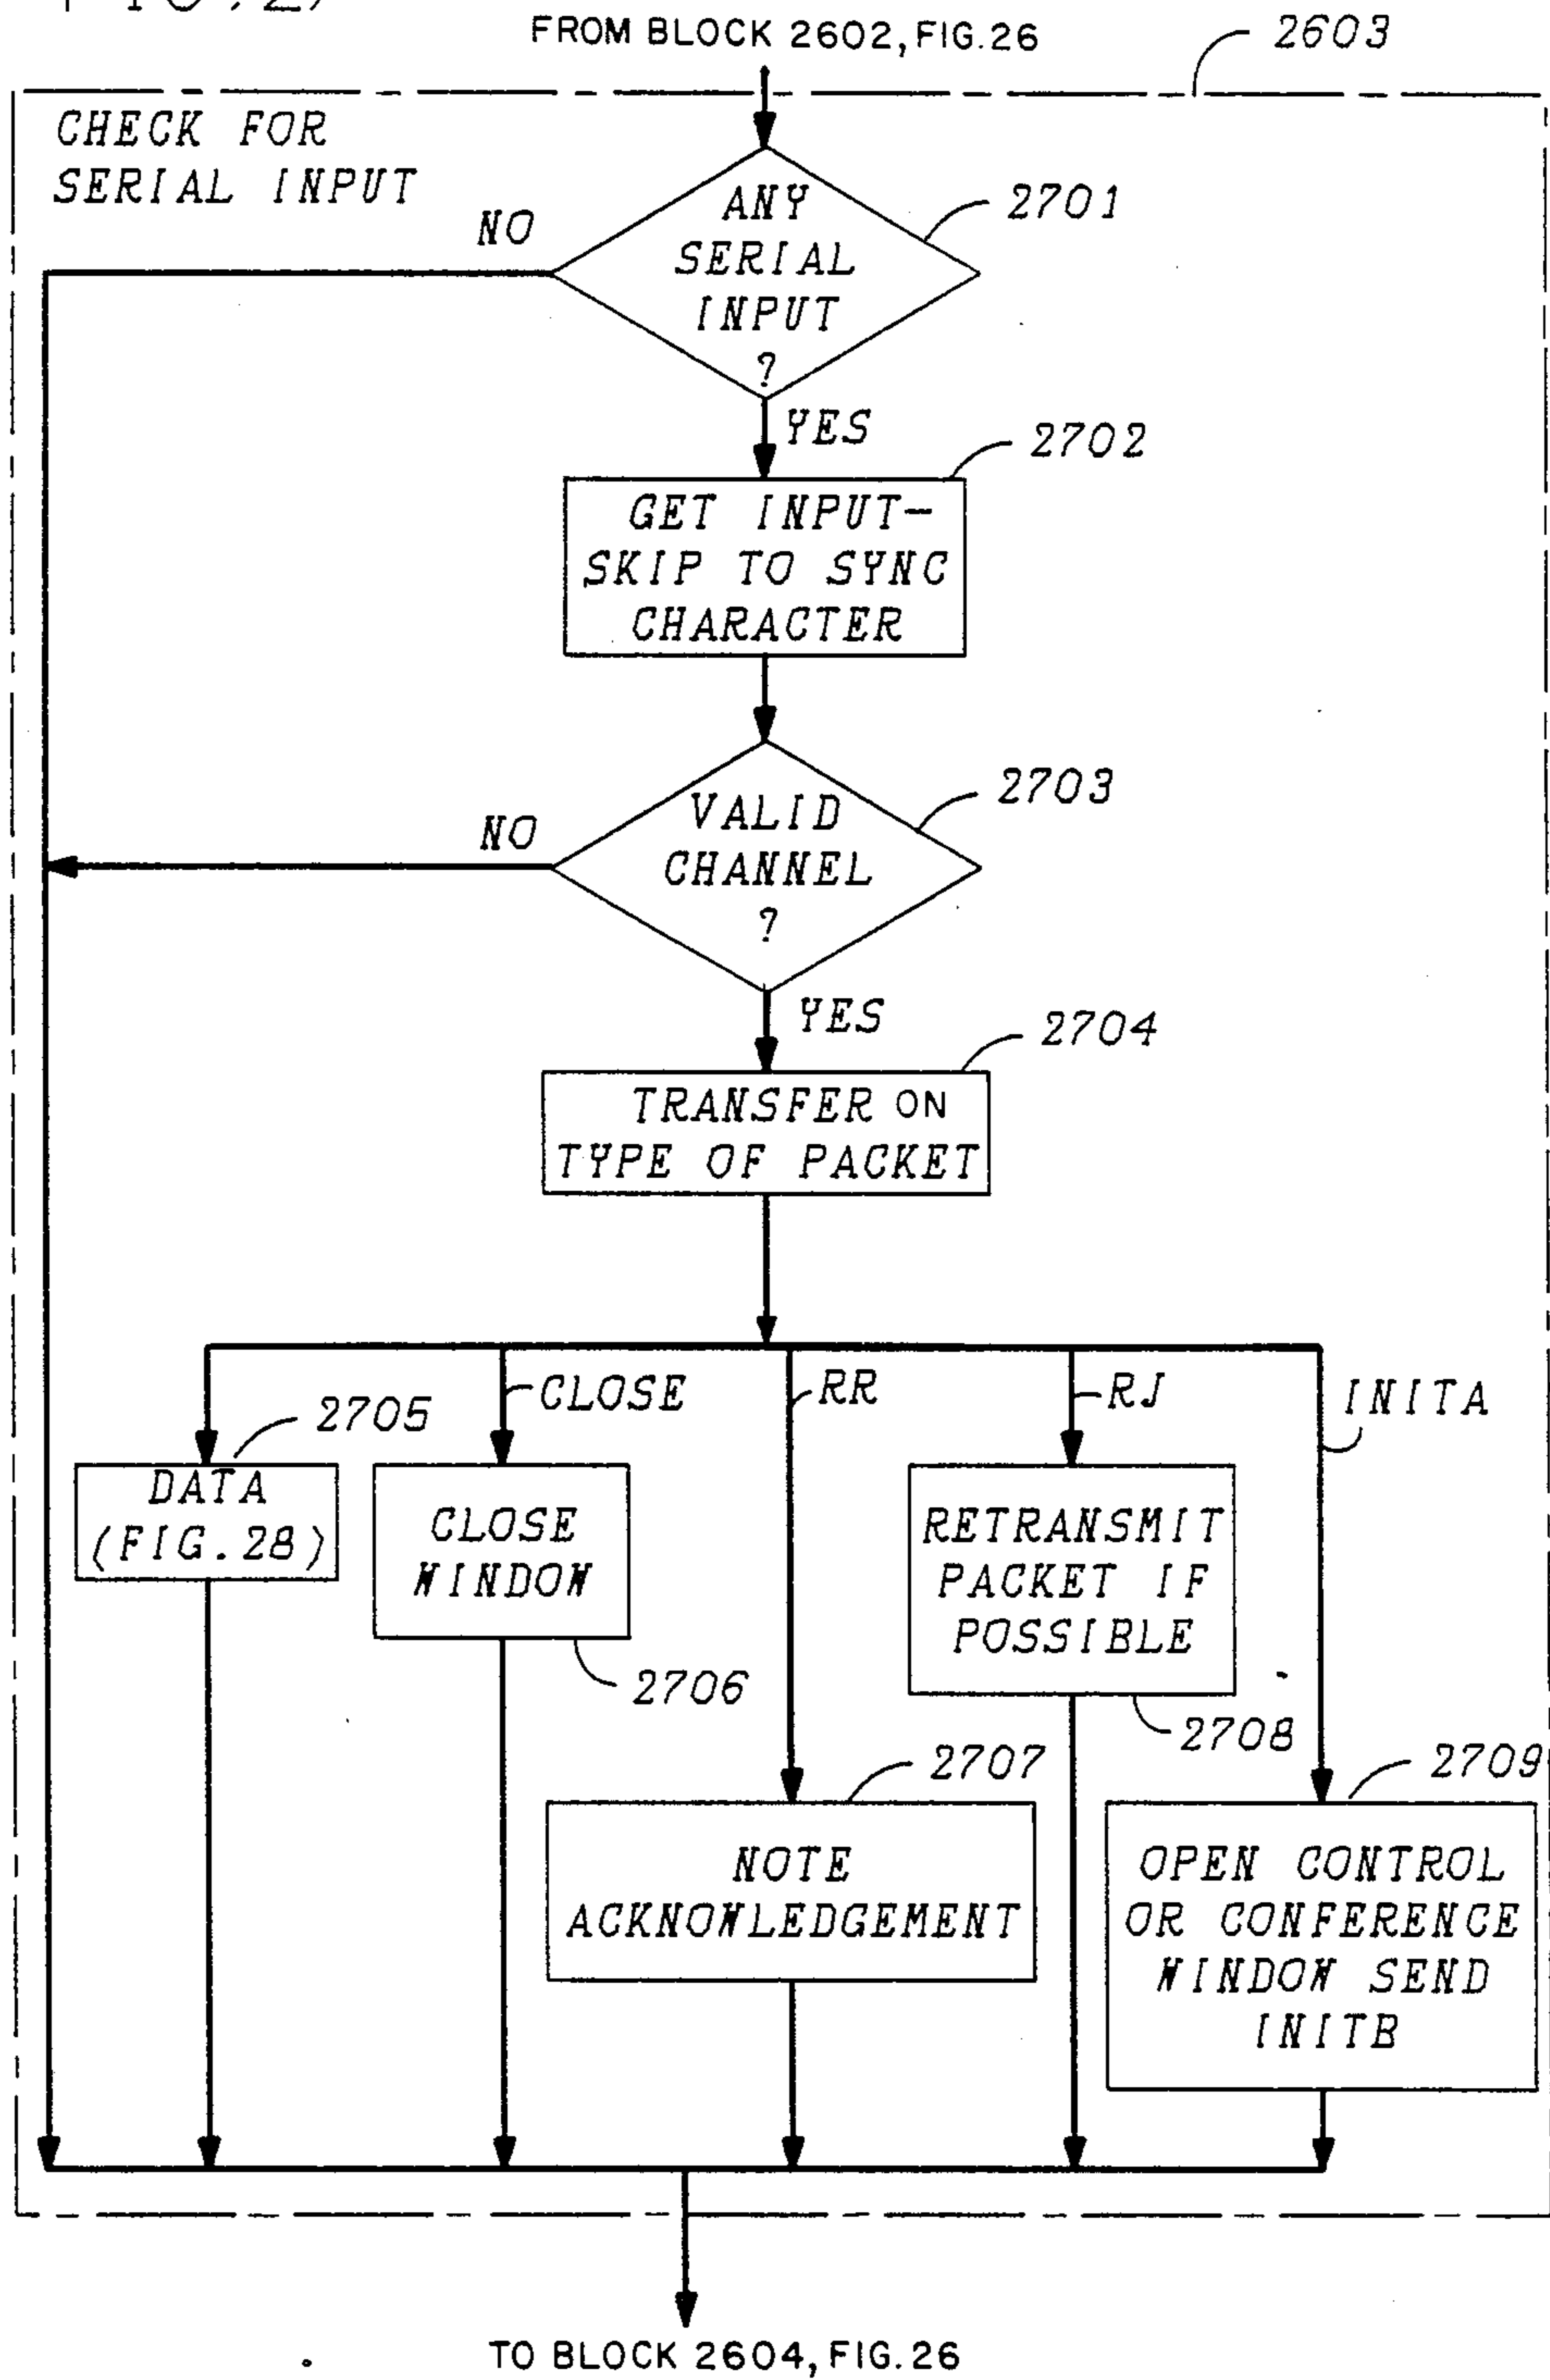 FIG. 27
FROM BLOCK 2602, FIG. 26
2603
CHECK FOR
SERIAL INPUT
NO
ANY
SERIAL
INPUT
?
2701
YES
2702
GET INPUT-
SKIP TO SYNC
CHARACTER
2703
NO
VALID
CHANNEL
?
YES
2704
TRANSFER ON
TYPE OF PACKET
CLOSE
RR
RJ
INITA
2705
DATA
(FIG. 28)
CLOSE
WINDOW
2706
RETRANSMIT
PACKET IF
POSSIBLE
2708
2707
NOTE
ACKNOWLEDGEMENT
2709
OPEN CONTROL
OR CONFERENCE
WINDOW SEND
INITB
TO BLOCK 2604, FIG. 26